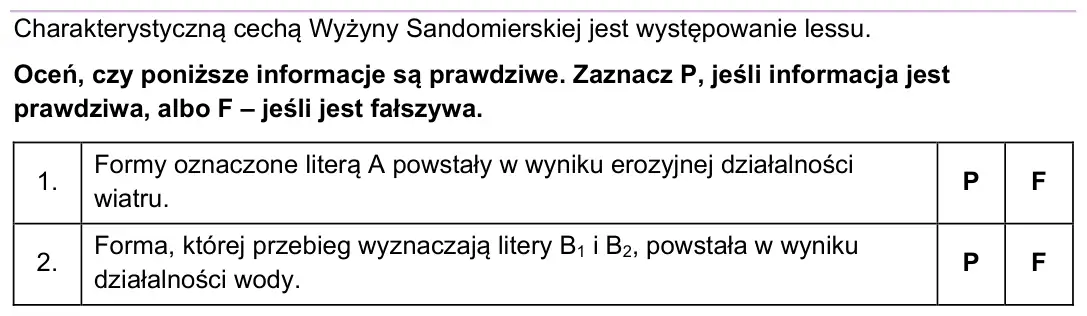 Charakterystyczną cechą Wyżyny Sandomierskiej jest występowanie lessu.
Oceń, czy poniższe informacje są prawdziwe. Zaznacz P, jeśli informacja jest
prawdziwa, albo F – jeśli jest fałszywa.
1. Formy oznaczone literą A powstały w wyniku erozyjnej działalności
wiatru. P F
2. Forma, której przebieg wyznaczają litery B₁ i B₂, powstała w wyniku
działalności wody. P F